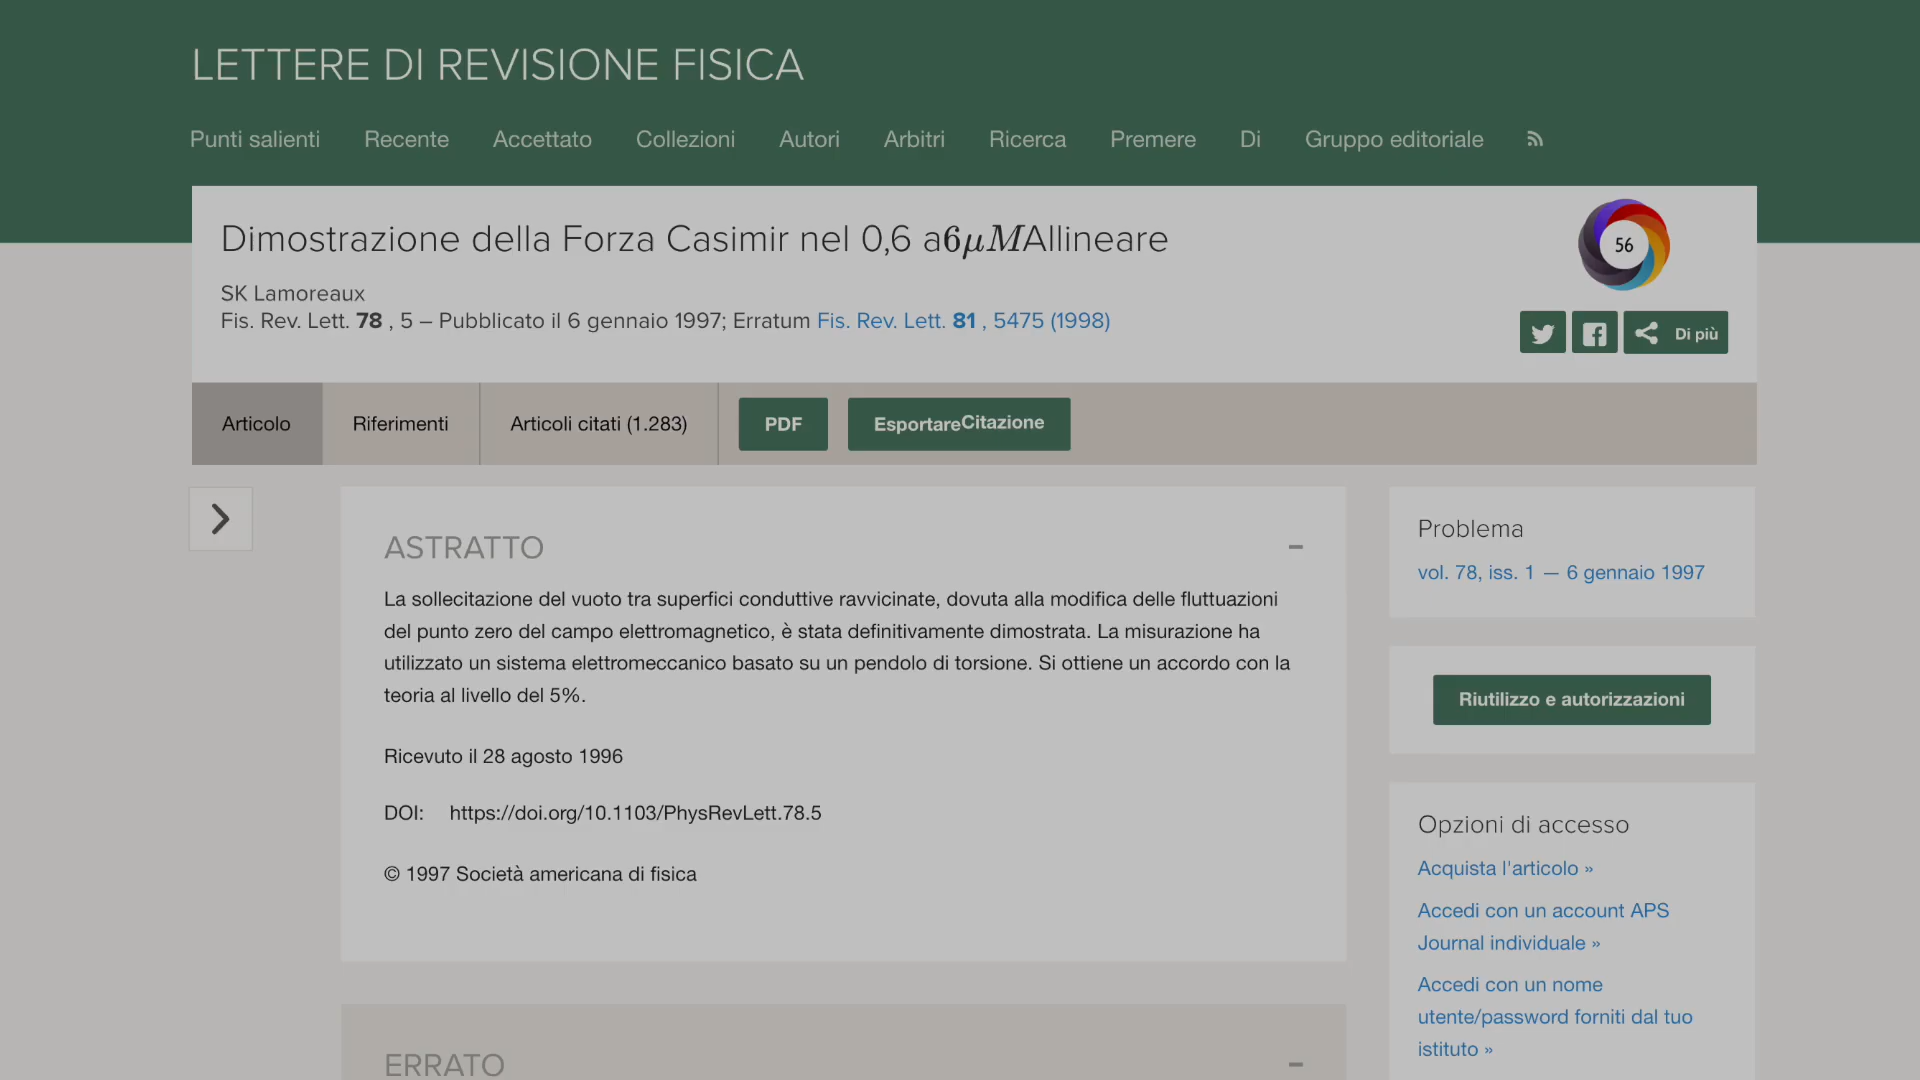 LETTERE DI REVISIONE FISICA
Punti salienti Recente Accettato Collezioni Autori Arbitri Ricerca Premere Di Gruppo editoriale
Dimostrazione della Forza Casimir nel 0,6 a6μMAllineare
56
SK Lamoreaux
Fis. Rev. Lett. 78 , 5 – Pubblicato il 6 gennaio 1997; Erratum Fis. Rev. Lett. 81 , 5475 (1998)
Di più
Articolo Riferimenti Articoli citati (1.283) PDF EsportareCitazione
ASTRATTO
La sollecitazione del vuoto tra superfici conduttive ravvicinate, dovuta alla modifica delle fluttuazioni
del punto zero del campo elettromagnetico, è stata definitivamente dimostrata. La misurazione ha
utilizzato un sistema elettromeccanico basato su un pendolo di torsione. Si ottiene un accordo con la
teoria al livello del 5%.
Ricevuto il 28 agosto 1996
DOI: https://doi.org/10.1103/PhysRevLett.78.5
© 1997 Società americana di fisica
ERRATO
Problema
vol. 78, iss. 1 — 6 gennaio 1997
Riutilizzo e autorizzazioni
Opzioni di accesso
Acquista l'articolo »
Accedi con un account APS
Journal individuale »
Accedi con un nome
utente/password forniti dal tuo
istituto »